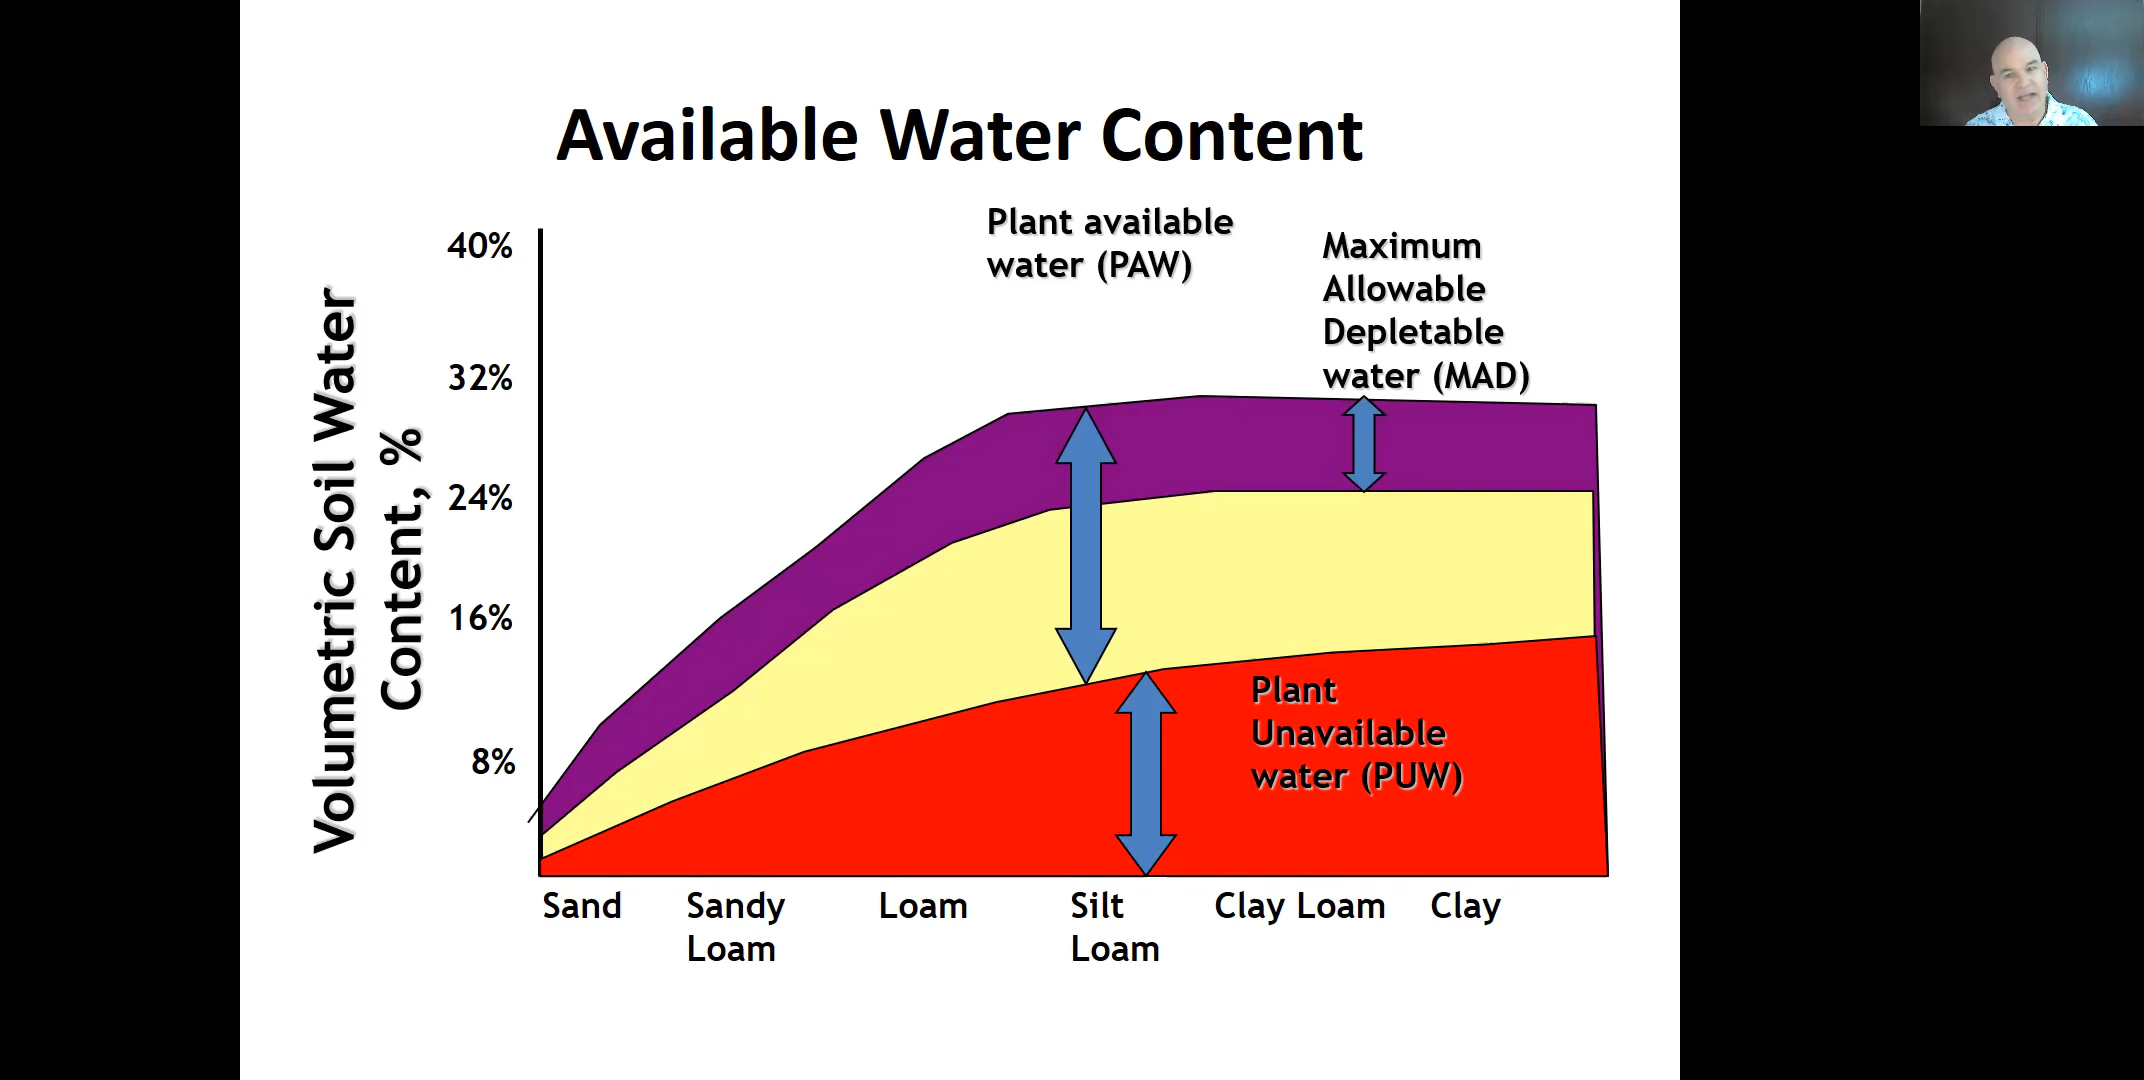 Available Water Content
Plant available
water (PAW)
Maximum
Allowable
Depletable
water (MAD)
Volumetric Soil Water
Content, %
40%
32%
24%
16%
8%
Plant
Unavailable
water (PUW)
Sand
Sandy
Loam
Loam
Silt
Loam
Clay Loam
Clay